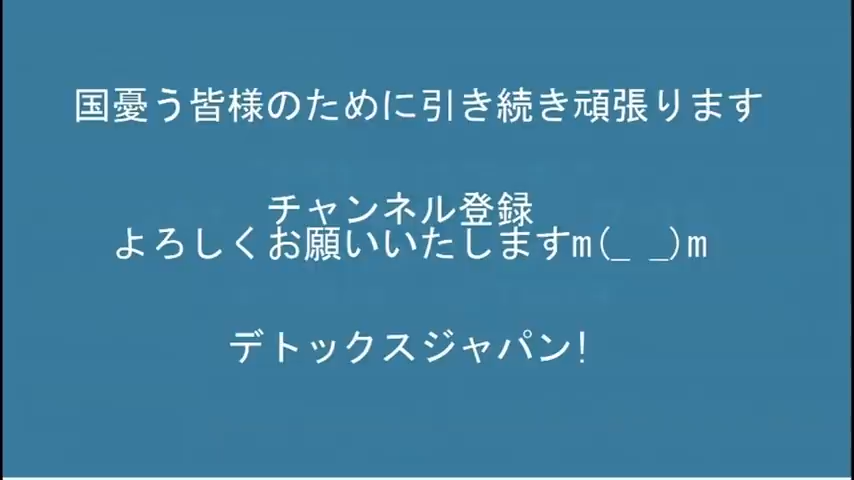 国憂う皆様のために引き続き頑張ります
チャンネル登録
よろしくお願いいたしますm(_ _)m
デトックスジャパン!